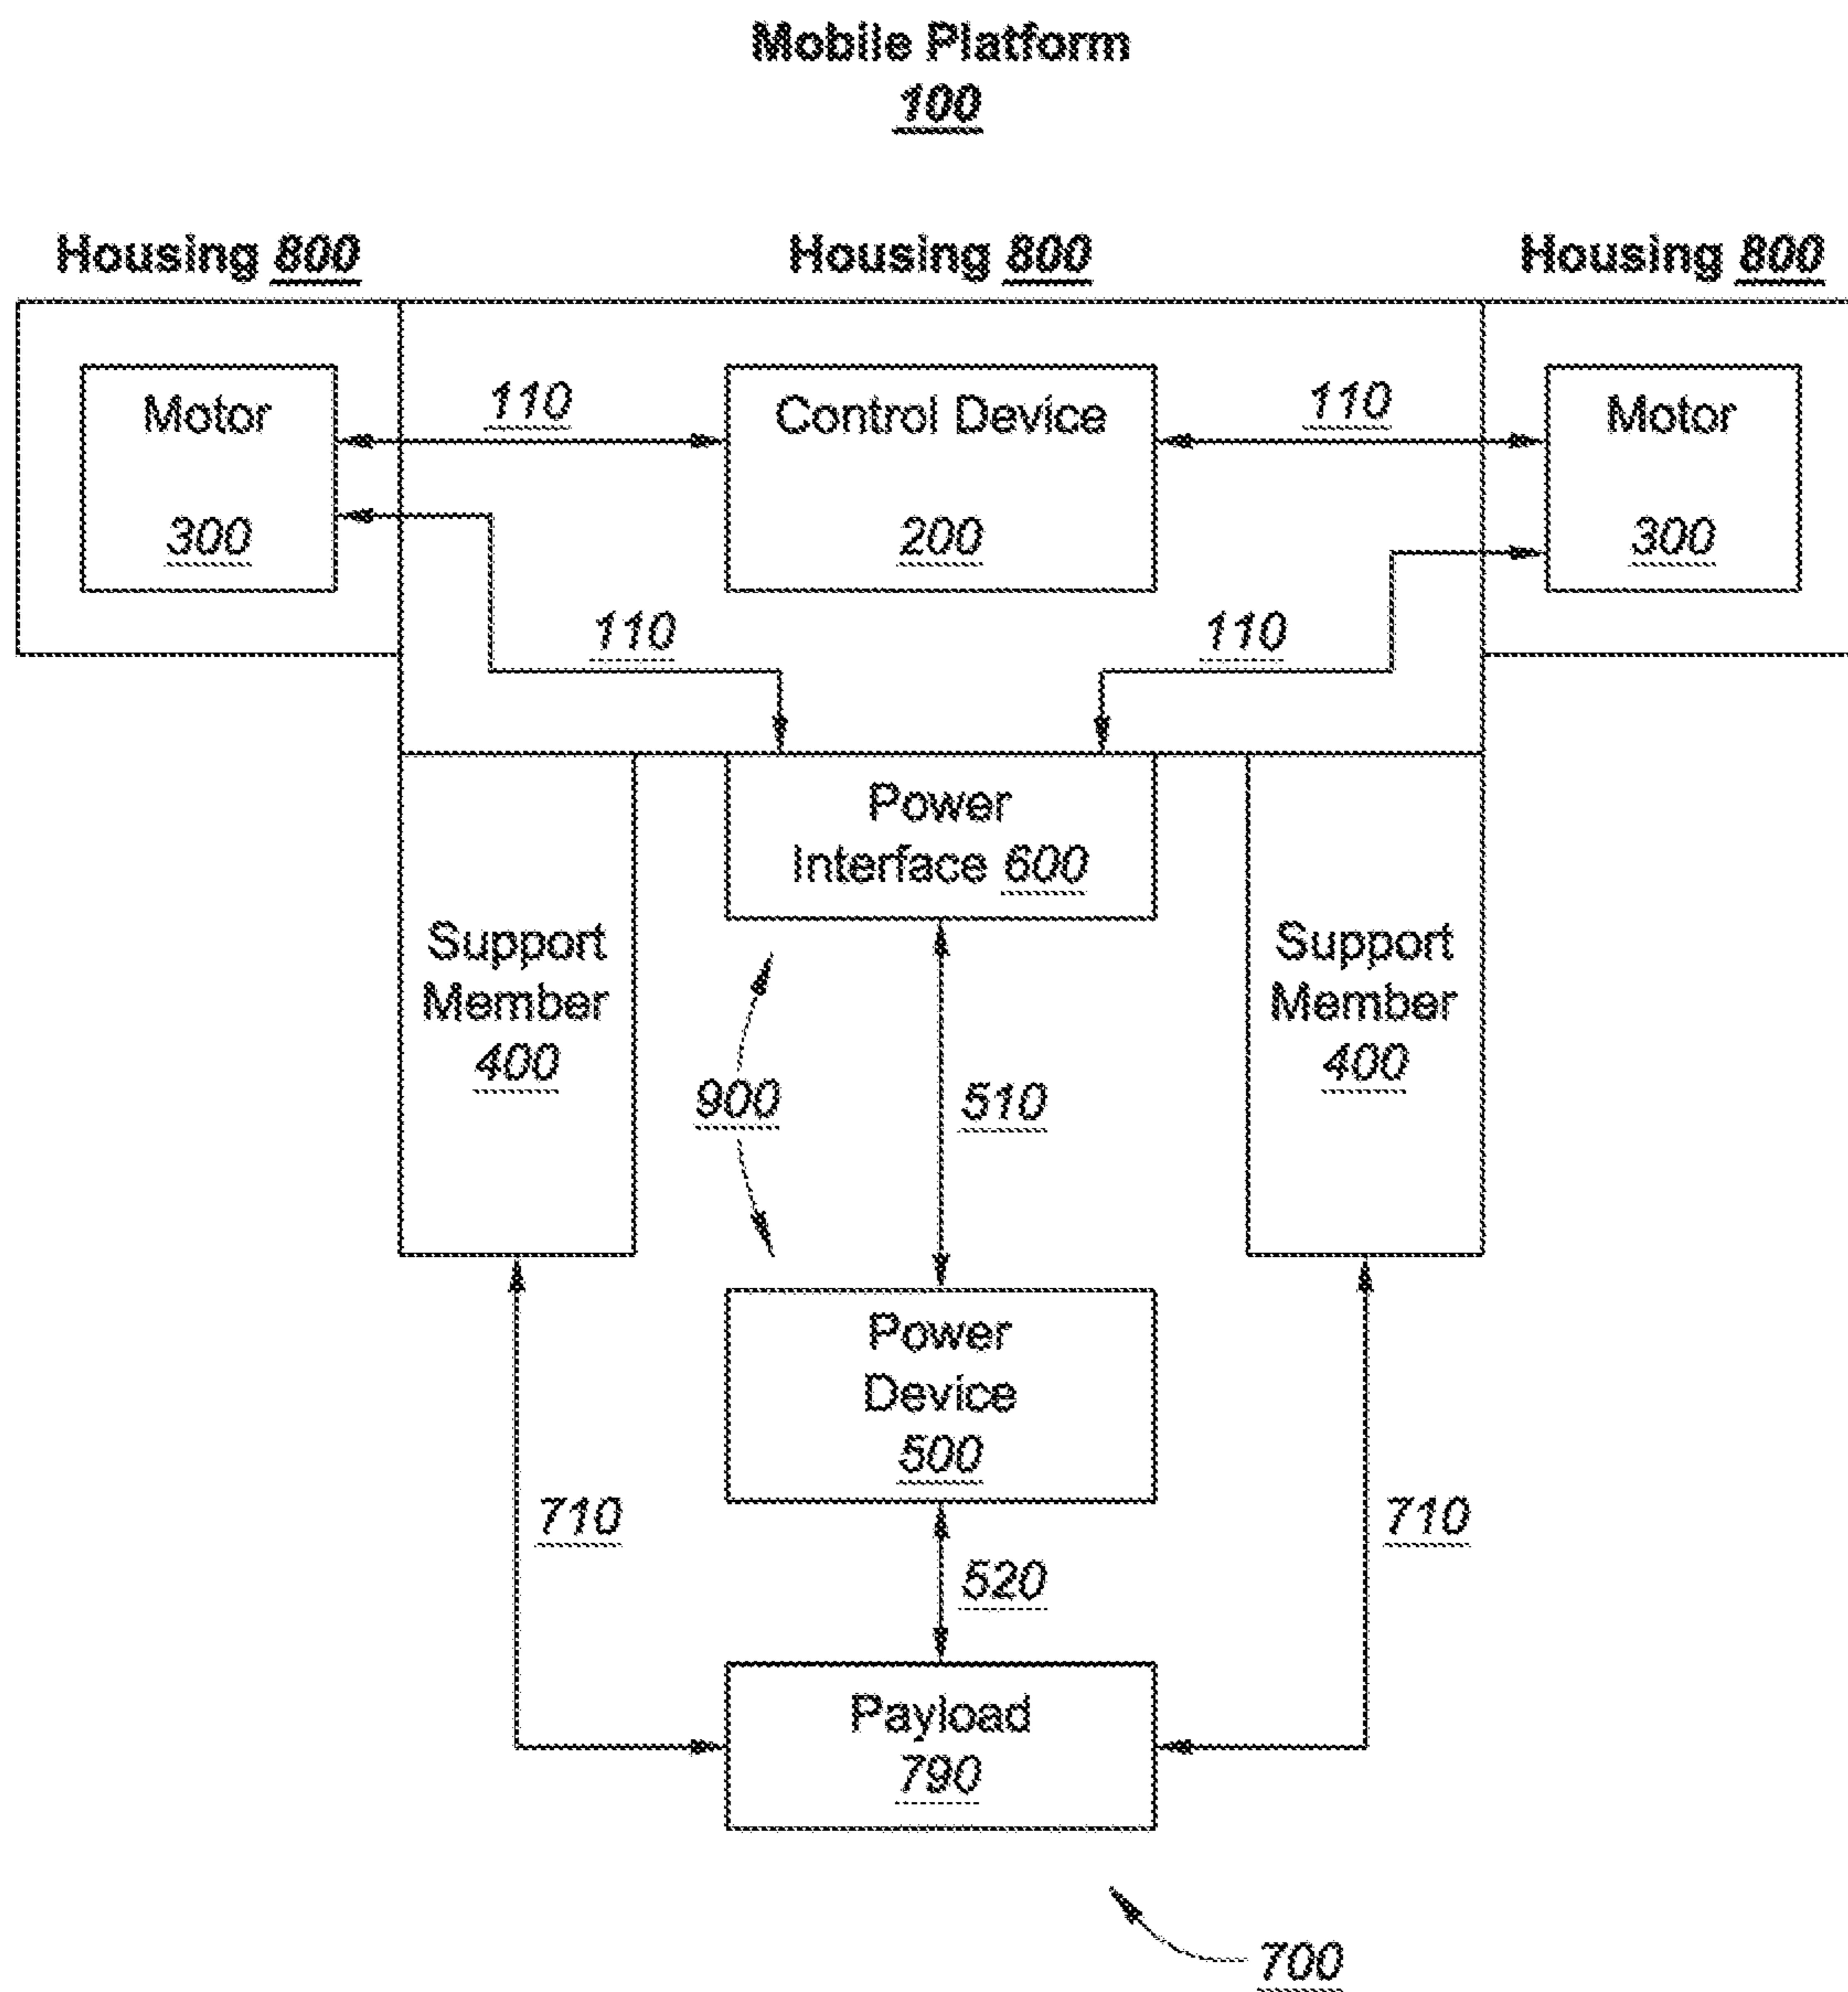 Mobile Platform
100
Housing 800
Housing 800
Housing 800
Motor
300
110
Control Device
200
110
Motor
300
110
110
Power
Interface 600
Support
Member
400
Support
Member
400
900
510
Power
Device
500
710
710
520
Payload
790
700